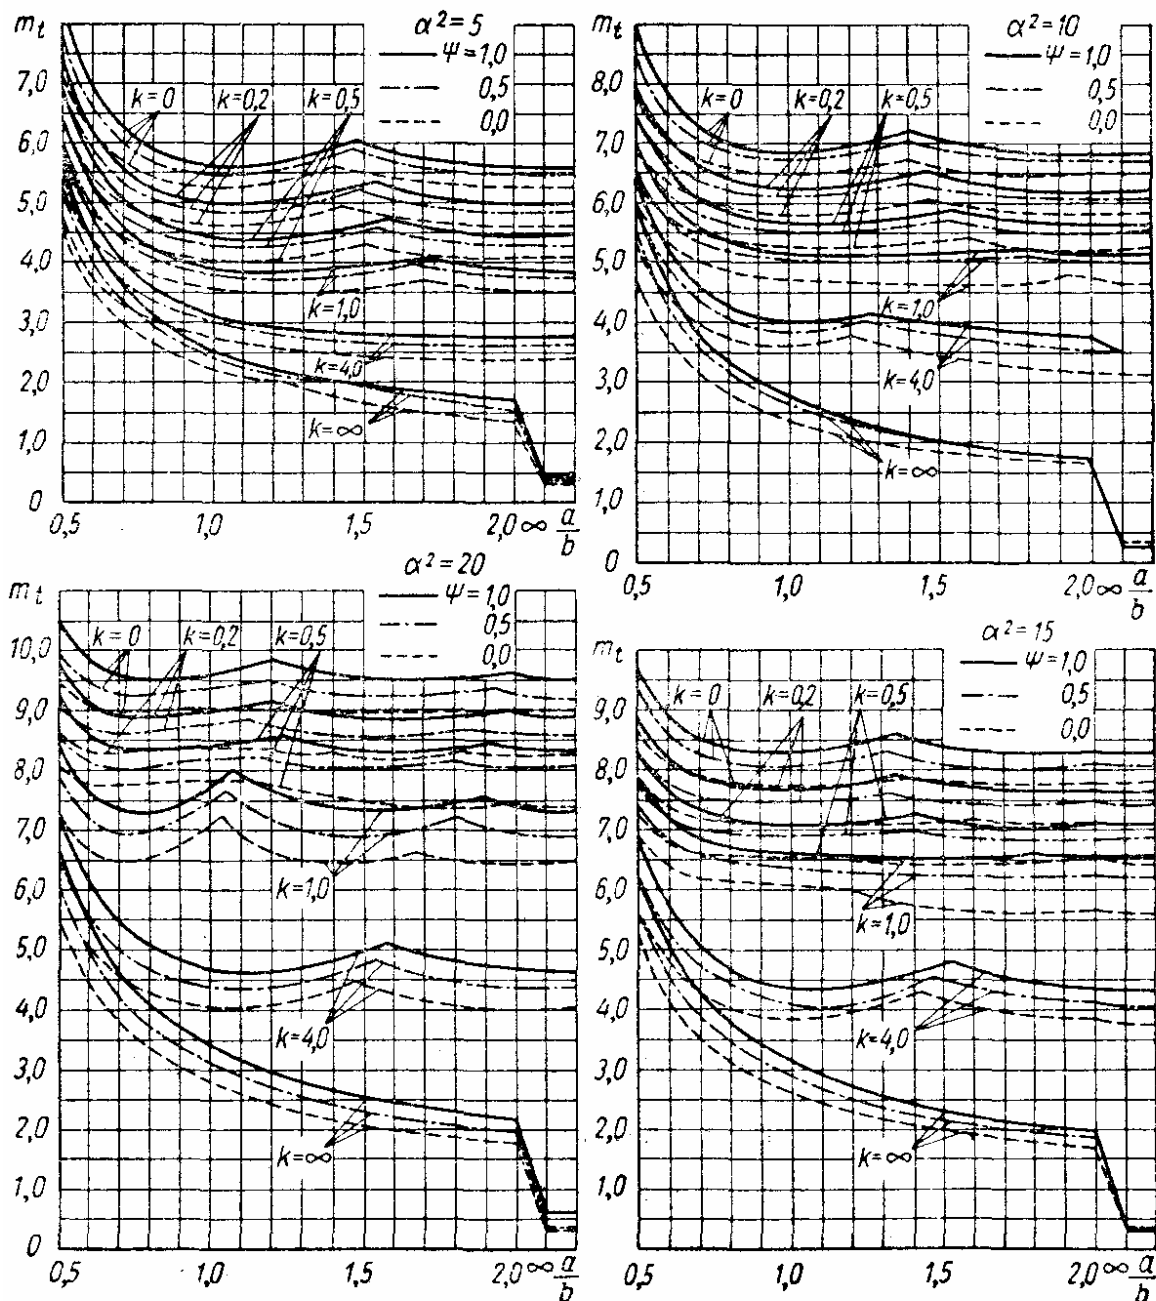 m_t
α²=5
ψ=1,0
0,5
0,0
7,0
6,0
5,0
4,0
3,0
2,0
1,0
0
k=0
k=0,2
k=0,5
k=1,0
k=4,0
k=∞
0,5
1,0
1,5
2,0
∞
a/b
m_t
α²=10
ψ=1,0
0,5
0,0
8,0
7,0
6,0
5,0
4,0
3,0
2,0
1,0
0
k=0
k=0,2
k=0,5
k=1,0
k=4,0
k=∞
0,5
1,0
1,5
2,0
∞
a/b
m_t
α²=20
ψ=1,0
0,5
0,0
10,0
9,0
8,0
7,0
6,0
5,0
4,0
3,0
2,0
1,0
0
k=0
k=0,2
k=0,5
k=1,0
k=4,0
k=∞
0,5
1,0
1,5
2,0
∞
a/b
m_t
α²=15
ψ=1,0
0,5
0,0
9,0
8,0
7,0
6,0
5,0
4,0
3,0
2,0
1,0
0
k=0
k=0,2
k=0,5
k=1,0
k=4,0
k=∞
0,5
1,0
1,5
2,0
∞
a/b